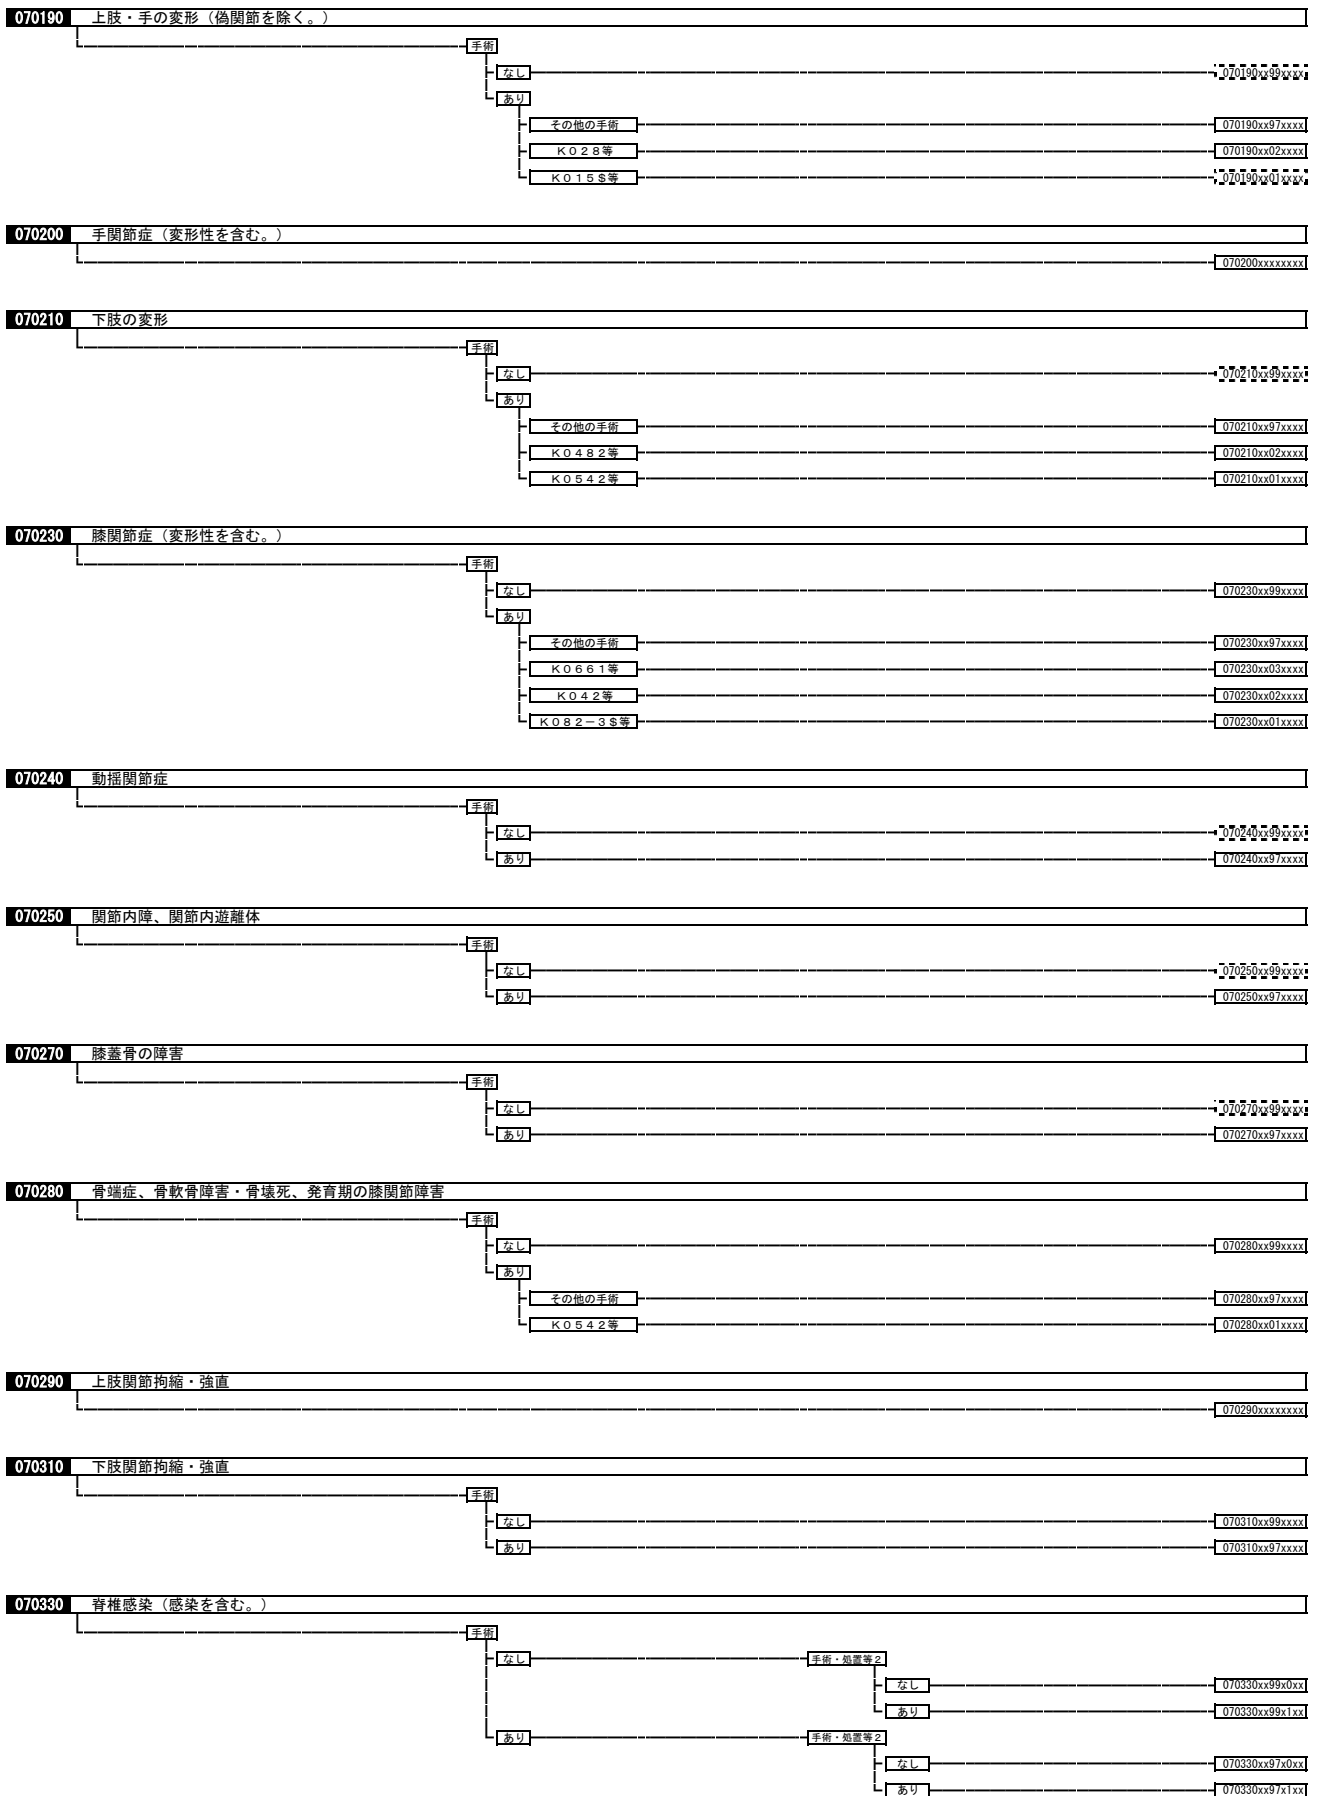 070190 上肢・手の変形（偽関節を除く。）
手術
なし 070190xx99xxxx
あり
その他の手術 070190xx97xxxx
Ｋ０２８等 070190xx02xxxx
Ｋ０１５＄等 070190xx01xxxx
070200 手関節症（変形性を含む。）
070200xxxxxxxx
070210 下肢の変形
手術
なし 070210xx99xxxx
あり
その他の手術 070210xx97xxxx
Ｋ０４８２等 070210xx02xxxx
Ｋ０５４２等 070210xx01xxxx
070230 膝関節症（変形性を含む。）
手術
なし 070230xx99xxxx
あり
その他の手術 070230xx97xxxx
Ｋ０６６１等 070230xx03xxxx
Ｋ０４２等 070230xx02xxxx
Ｋ０８２－３＄等 070230xx01xxxx
070240 動揺関節症
手術
なし 070240xx99xxxx
あり 070240xx97xxxx
070250 関節内障、関節内遊離体
手術
なし 070250xx99xxxx
あり 070250xx97xxxx
070270 膝蓋骨の障害
手術
なし 070270xx99xxxx
あり 070270xx97xxxx
070280 骨端症、骨軟骨障害・骨壊死、発育期の膝関節障害
手術
なし 070280xx99xxxx
あり
その他の手術 070280xx97xxxx
Ｋ０５４２等 070280xx01xxxx
070290 上肢関節拘縮・強直
070290xxxxxxxx
070310 下肢関節拘縮・強直
手術
なし 070310xx99xxxx
あり 070310xx97xxxx
070330 脊椎感染（感染を含む。）
手術
なし 手術・処置等２
なし 070330xx99x0xx
あり 070330xx99x1xx
あり 手術・処置等２
なし 070330xx97x0xx
あり 070330xx97x1xx